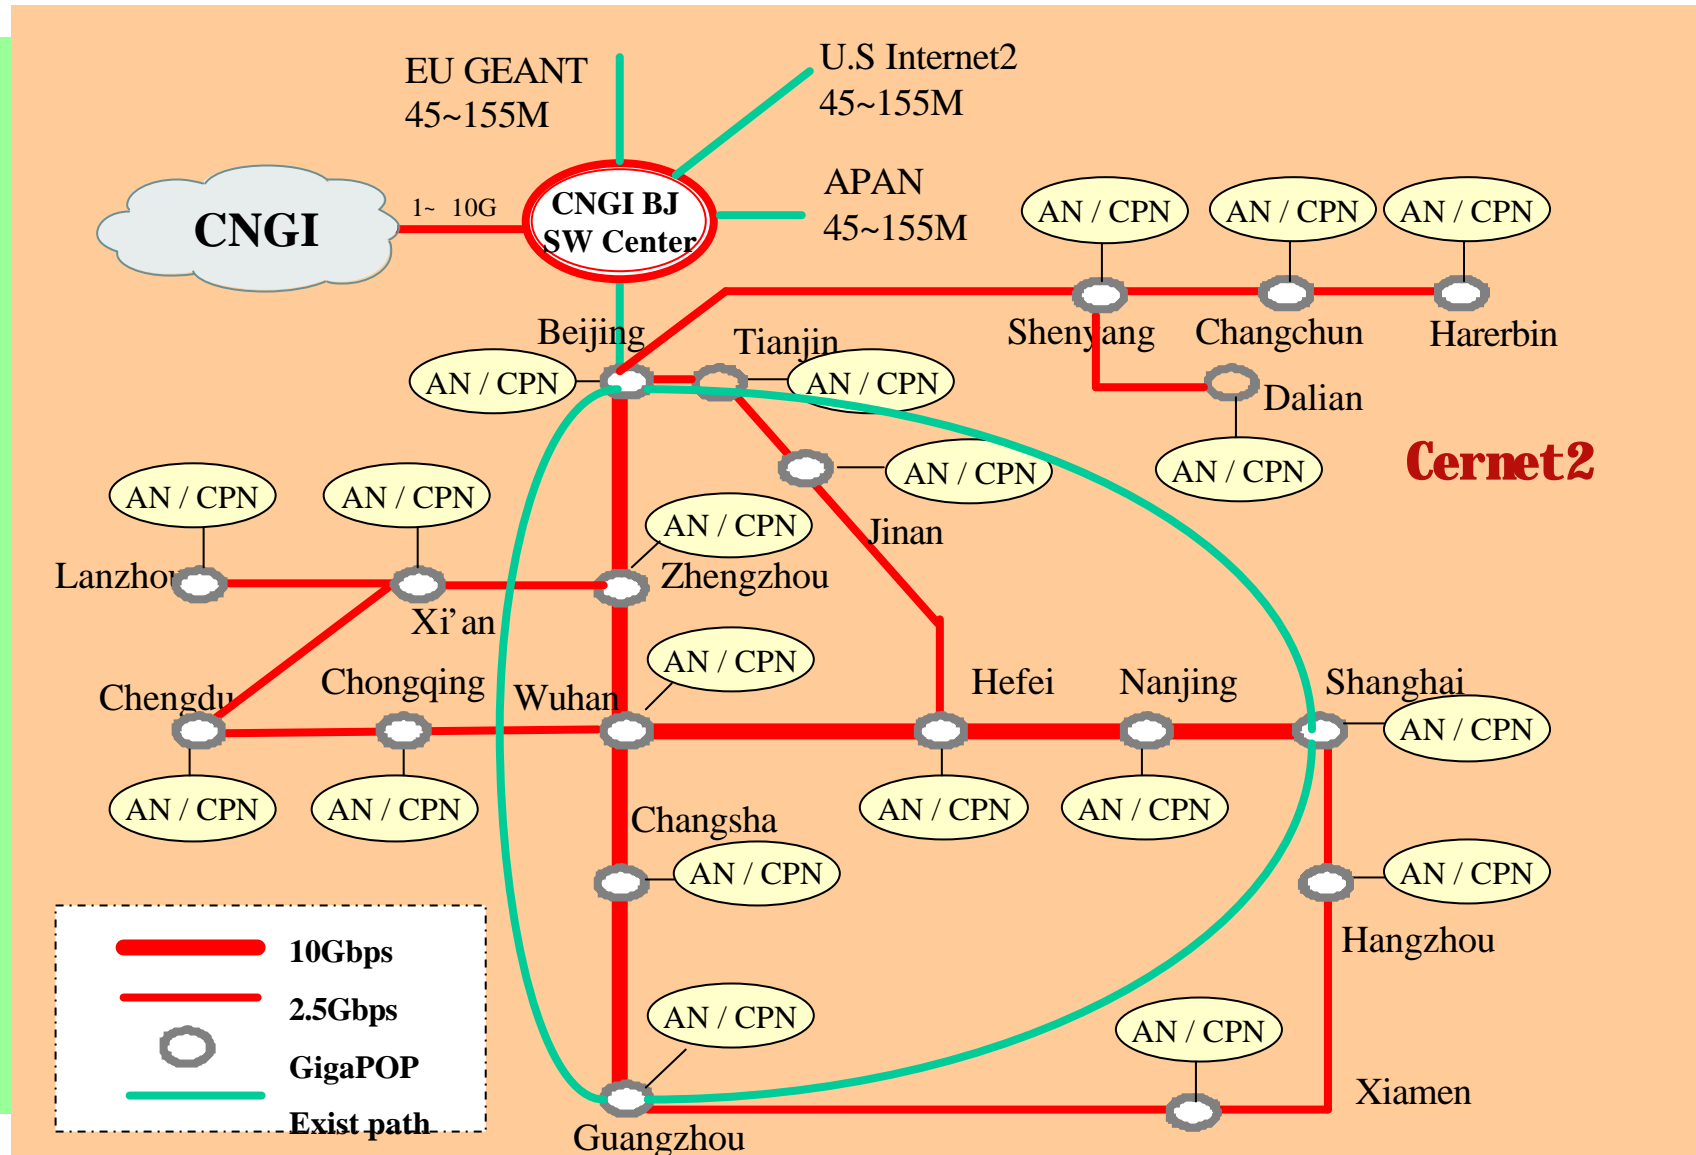 EU GEANT
45~155M
U.S Internet2
45~155M
APAN
45~155M
CNGI
1~ 10G
CNGI BJ
SW Center
AN / CPN
AN / CPN
AN / CPN
Beijing
Tianjin
Shenyang
Changchun
Harerbin
AN / CPN
AN / CPN
Dalian
Cernet2
AN / CPN
AN / CPN
AN / CPN
AN / CPN
AN / CPN
Jinan
Lanzhou
Xi’an
Zhengzhou
AN / CPN
Chengdu
Chongqing
Wuhan
Hefei
Nanjing
Shanghai
AN / CPN
AN / CPN
AN / CPN
AN / CPN
AN / CPN
Changsha
AN / CPN
AN / CPN
Hangzhou
10Gbps
2.5Gbps
GigaPOP
Exist path
AN / CPN
AN / CPN
Xiamen
Guangzhou